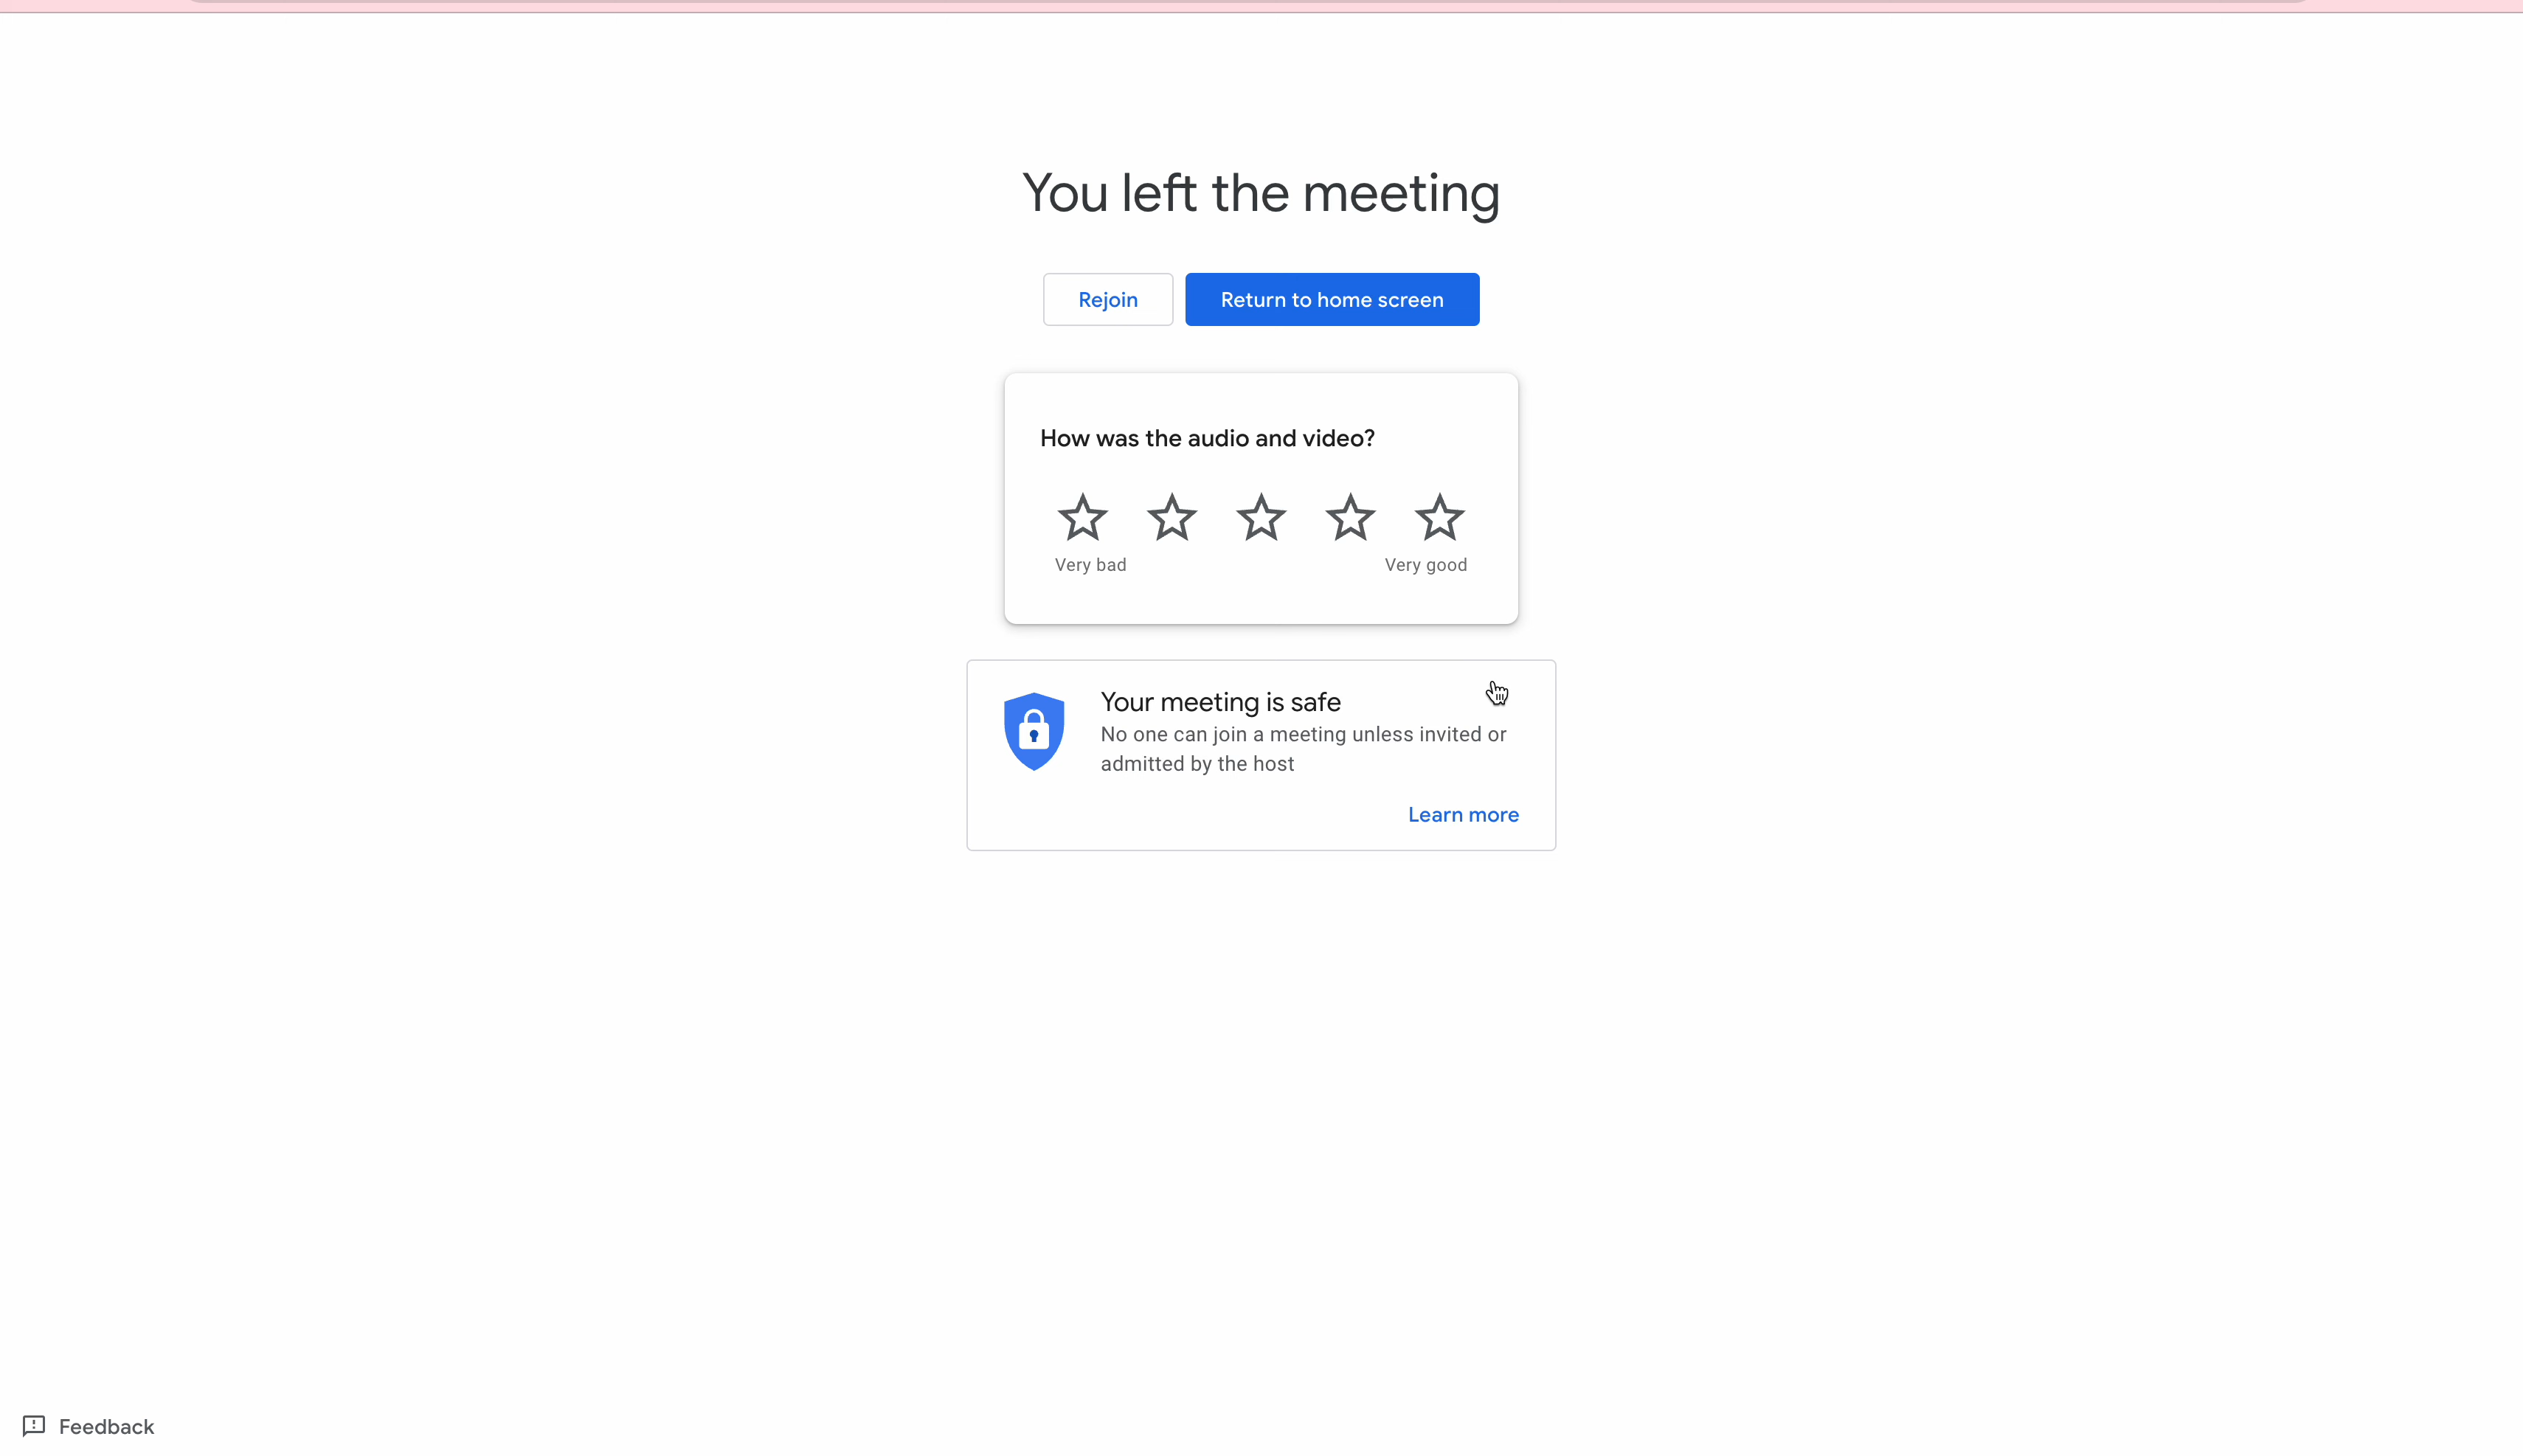 You left the meeting
Rejoin
Return to home screen
How was the audio and video?
Very bad
Very good
Your meeting is safe
No one can join a meeting unless invited or
admitted by the host
Learn more
Feedback